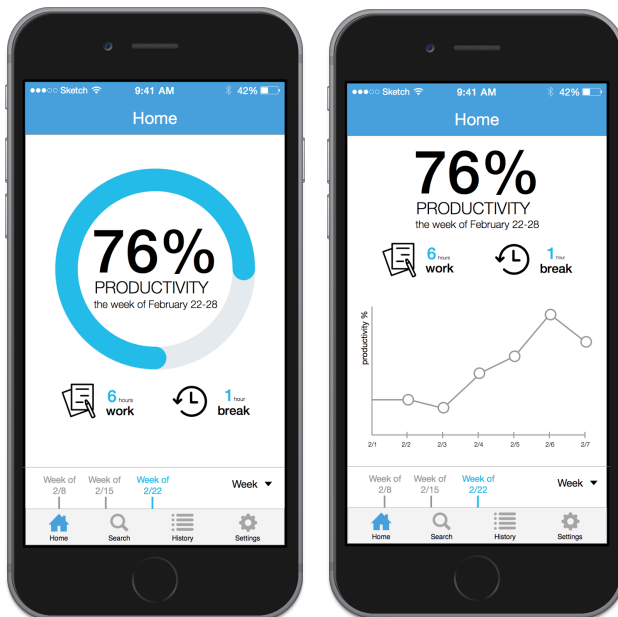 Sketch 9:41 AM 42%
Home
76%
PRODUCTIVITY
the week of February 22-28
6 hours
work
1 hour
break
Week of 2/8
Week of 2/15
Week of 2/22
Week
Home Search History Settings
Sketch 9:41 AM 42%
Home
76%
PRODUCTIVITY
the week of February 22-28
6 hours
work
1 hour
break
productivity %
2/1 2/2 2/3 2/4 2/5 2/6 2/7
Week of 2/8
Week of 2/15
Week of 2/22
Week
Home Search History Settings